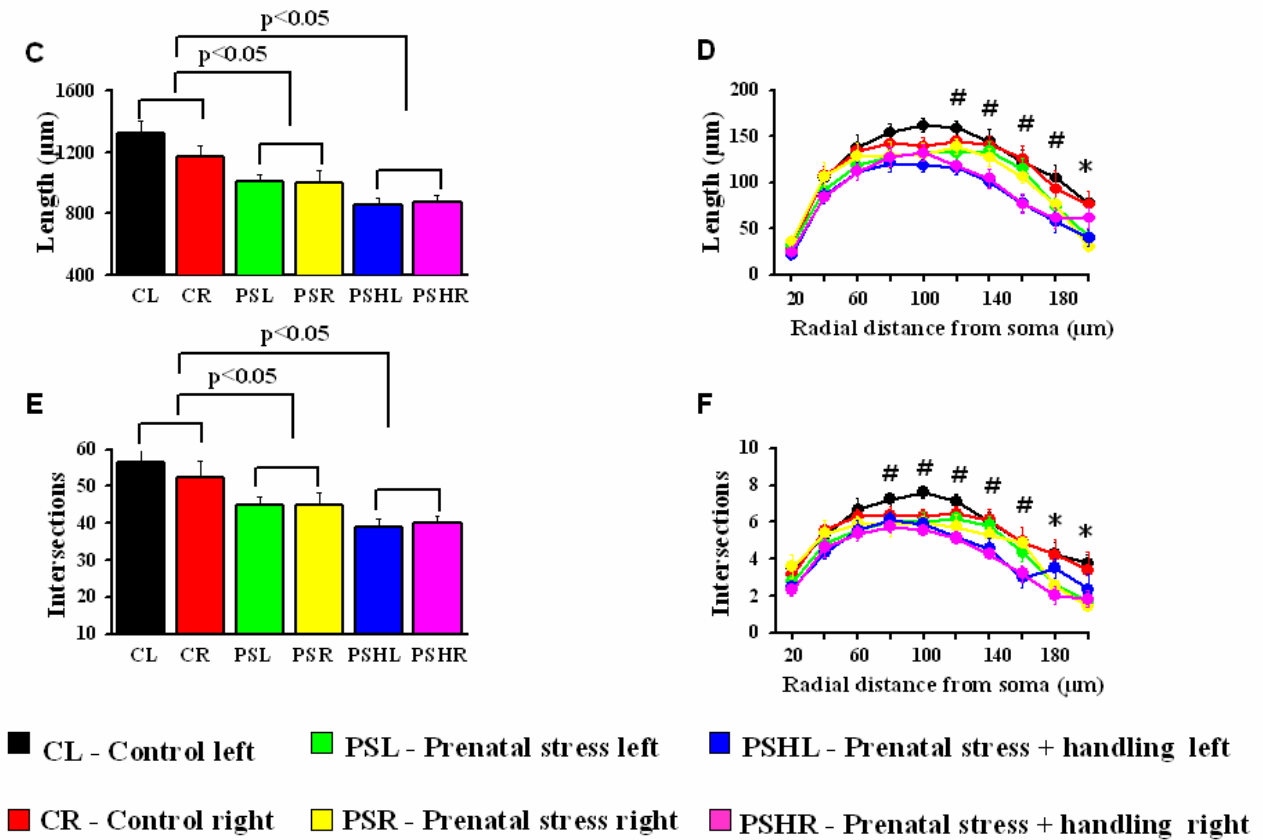 C
p<0.05
p<0.05
Length (µm)
1600
1200
800
400
CL CR PSL PSR PSHL PSHR
D
Length (µm)
200
150
100
50
0
# # # # *
20 60 100 140 180
Radial distance from soma (µm)
E
p<0.05
p<0.05
Intersections
60
50
40
30
20
10
CL CR PSL PSR PSHL PSHR
F
Intersections
10
8
6
4
2
0
# # # # # * *
20 60 100 140 180
Radial distance from soma (µm)
CL - Control left
PSL - Prenatal stress left
PSHL - Prenatal stress + handling left
CR - Control right
PSR - Prenatal stress right
PSHR - Prenatal stress + handling right